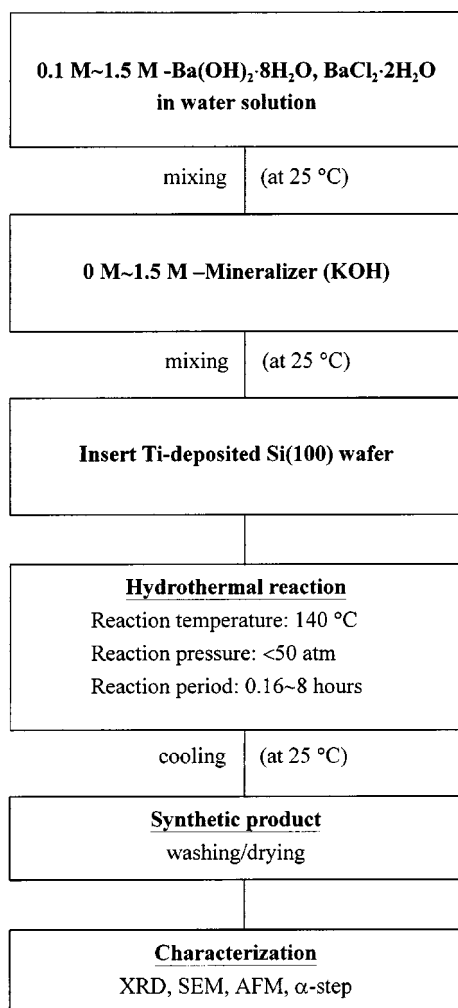 0.1 M~1.5 M -Ba(OH)₂·8H₂O, BaCl₂·2H₂O
in water solution
mixing (at 25 °C)
0 M~1.5 M –Mineralizer (KOH)
mixing (at 25 °C)
Insert Ti-deposited Si(100) wafer
Hydrothermal reaction
Reaction temperature: 140 °C
Reaction pressure: <50 atm
Reaction period: 0.16~8 hours
cooling (at 25 °C)
Synthetic product
washing/drying
Characterization
XRD, SEM, AFM, α-step